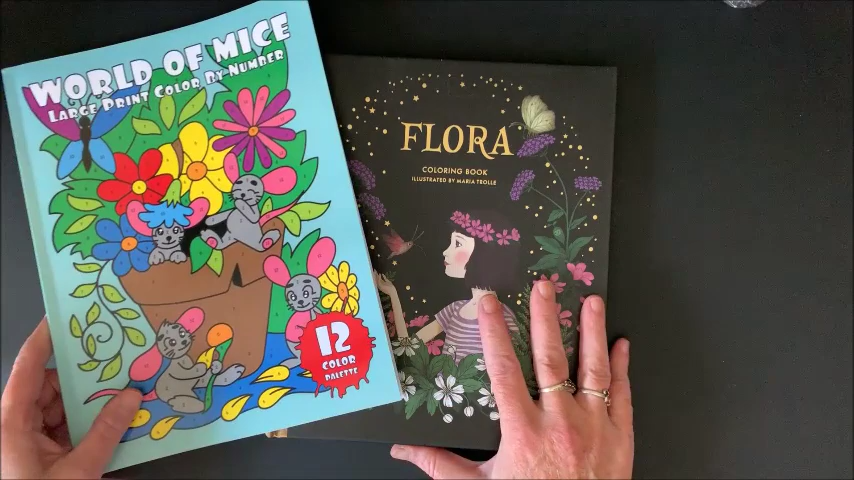 WORLD OF MICE
LARGE PRINT COLOR BY NUMBER
12
COLOR
PALETTE
FLORA
COLORING BOOK
ILLUSTRATED BY MARIA TROLLE